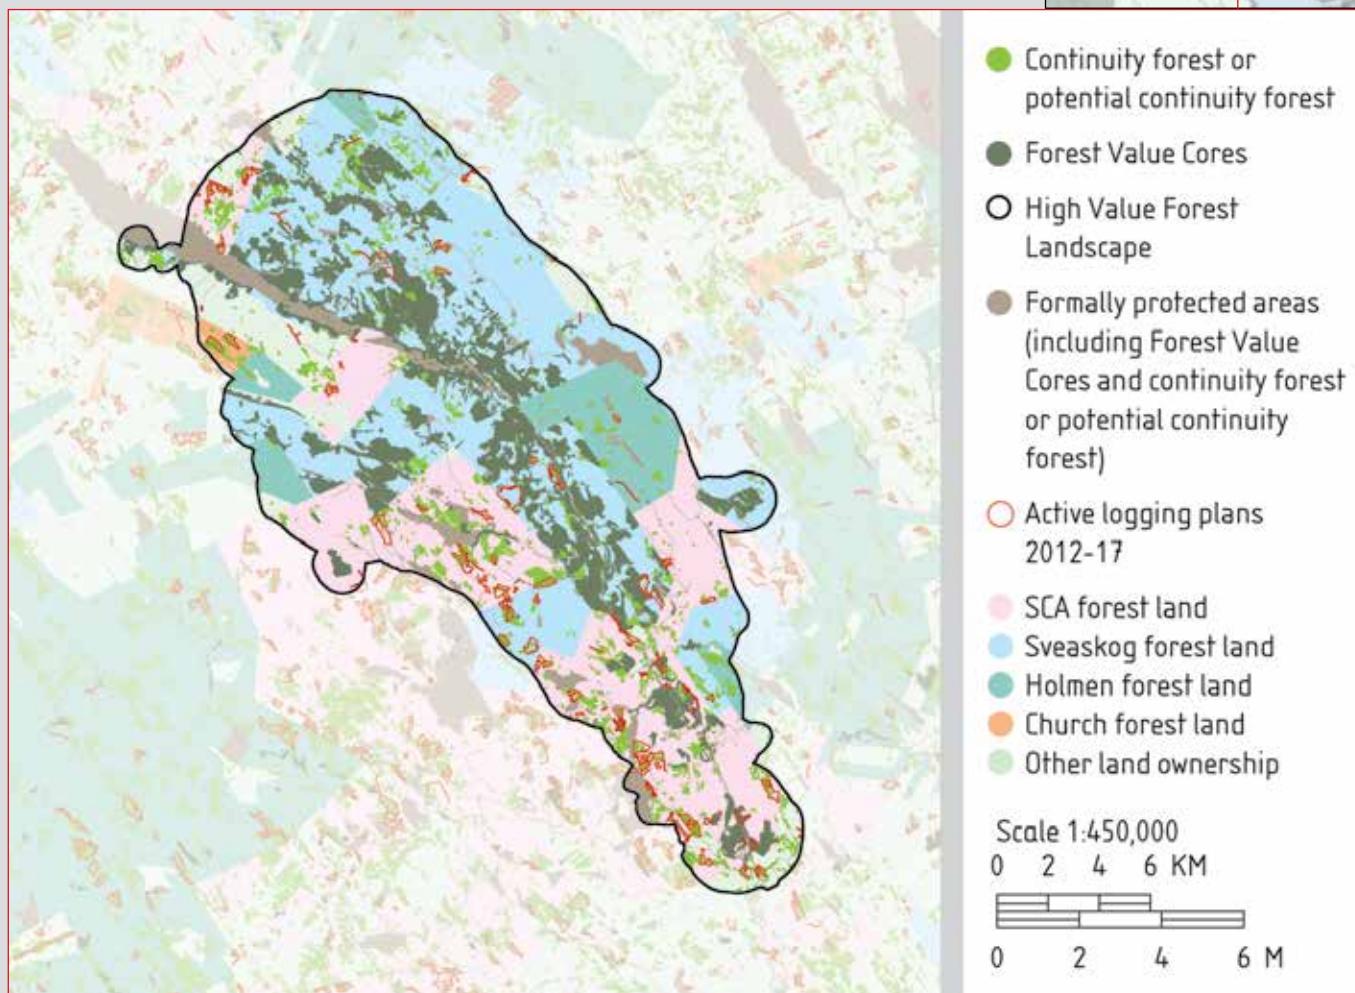 Continuity forest or
potential continuity forest
Forest Value Cores
High Value Forest
Landscape
Formally protected areas
(including Forest Value
Cores and continuity forest
or potential continuity
forest)
Active logging plans
2012-17
SCA forest land
Sveaskog forest land
Holmen forest land
Church forest land
Other land ownership
Scale 1:450,000
0 2 4 6 KM
0 2 4 6 M